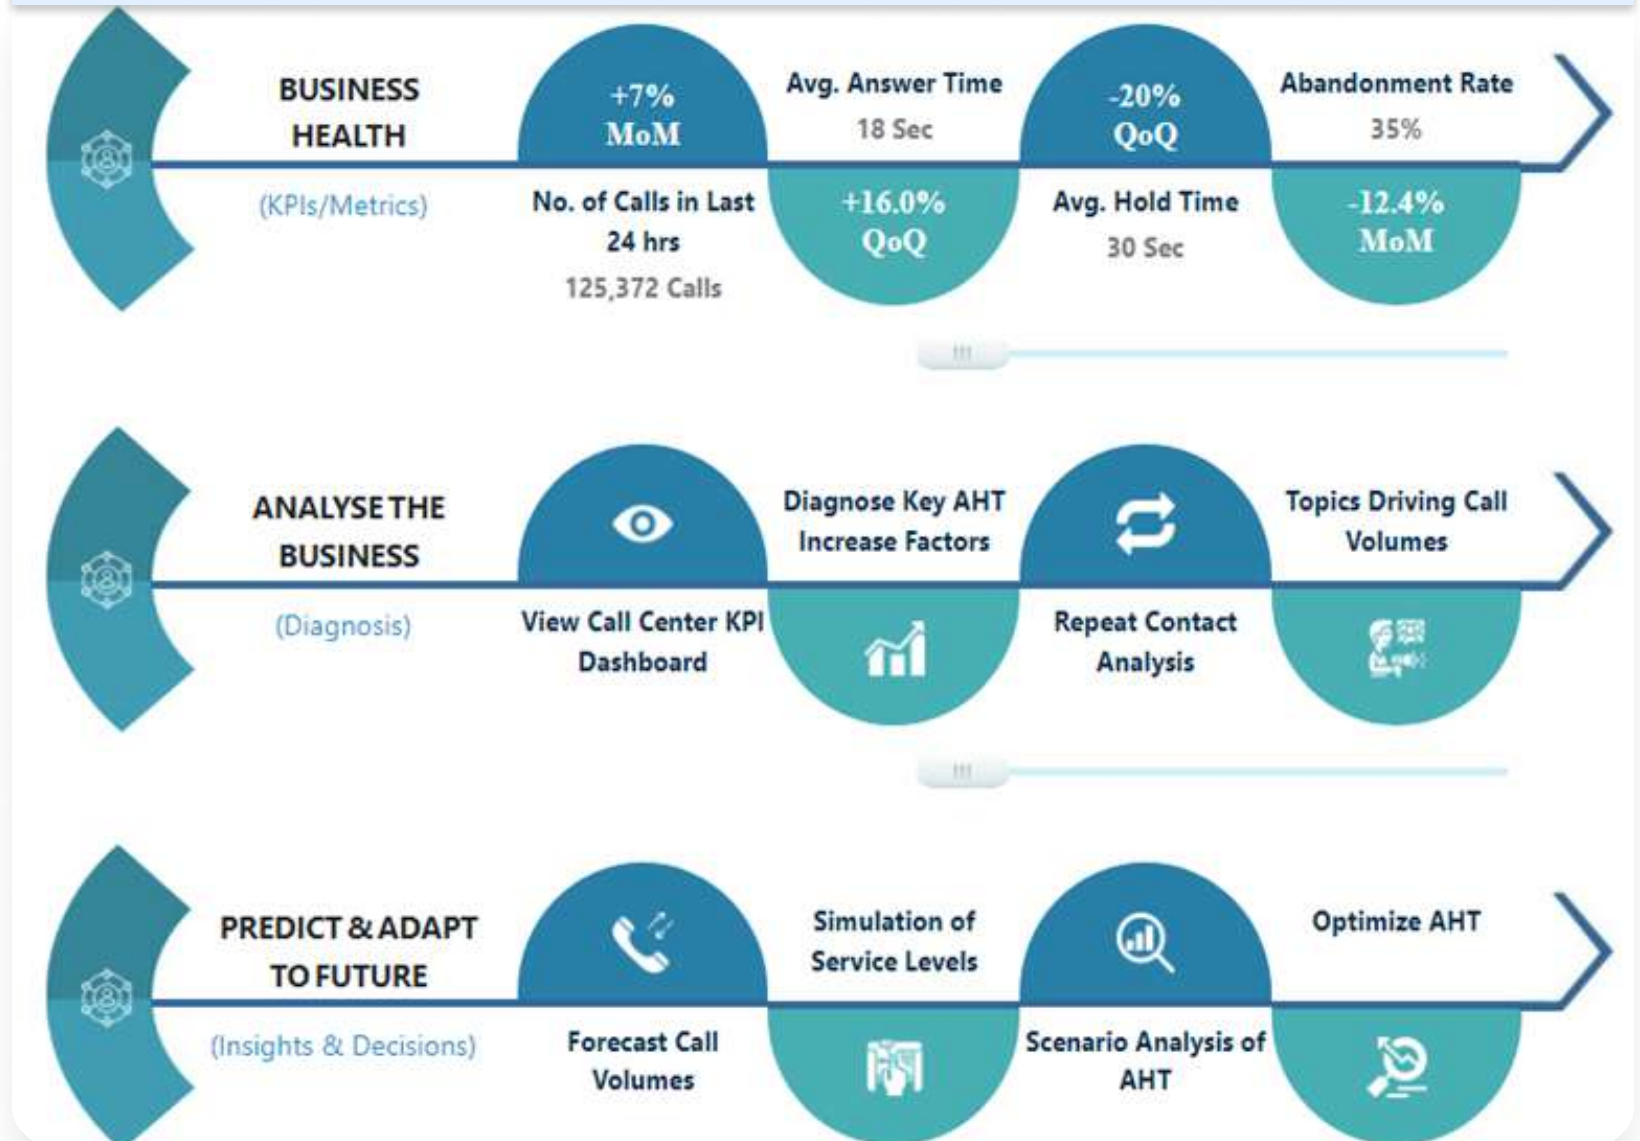 BUSINESS
HEALTH
(KPIs/Metrics)
+7%
MoM
No. of Calls in Last
24 hrs
125,372 Calls
Avg. Answer Time
18 Sec
+16.0%
QoQ
-20%
QoQ
Avg. Hold Time
30 Sec
Abandonment Rate
35%
-12.4%
MoM
ANALYSE THE
BUSINESS
(Diagnosis)
View Call Center KPI
Dashboard
Diagnose Key AHT
Increase Factors
Repeat Contact
Analysis
Topics Driving Call
Volumes
PREDICT & ADAPT
TO FUTURE
(Insights & Decisions)
Forecast Call
Volumes
Simulation of
Service Levels
Scenario Analysis of
AHT
Optimize AHT